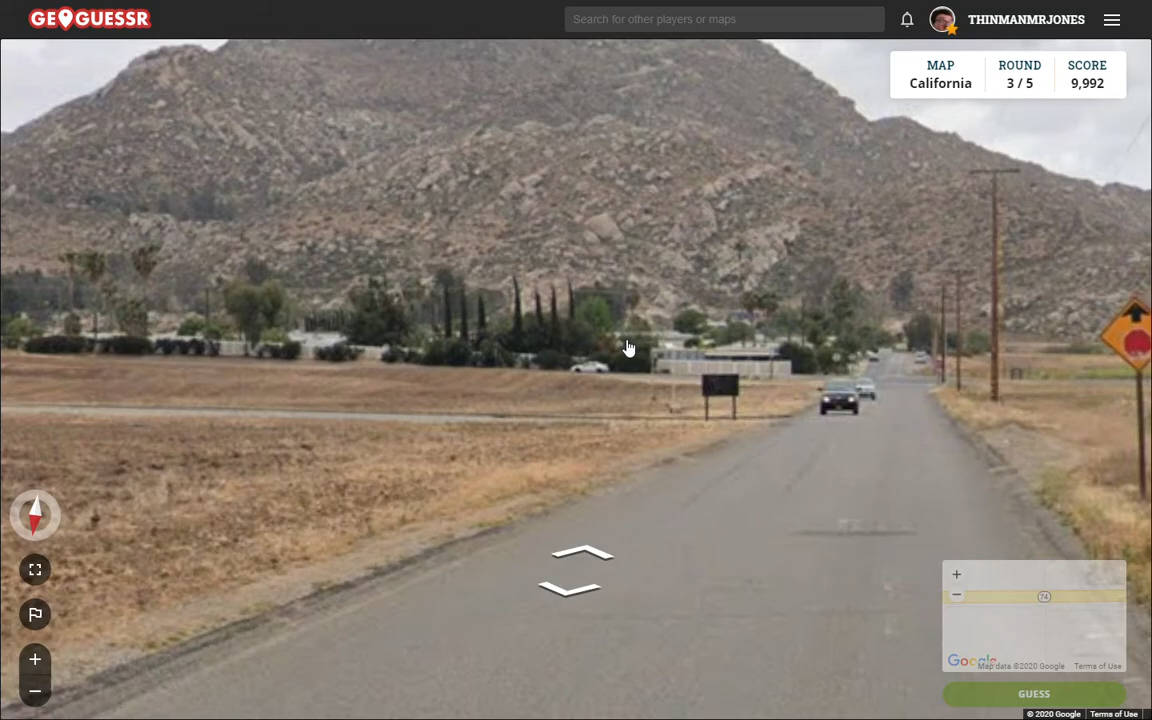 GEOGUESSR
Search for other players or maps
THINMANMRJONES
MAP
California
ROUND
3 / 5
SCORE
9,992
74
Google
Map data ©2020 Google
Terms of Use
GUESS
© 2020 Google
Terms of Use